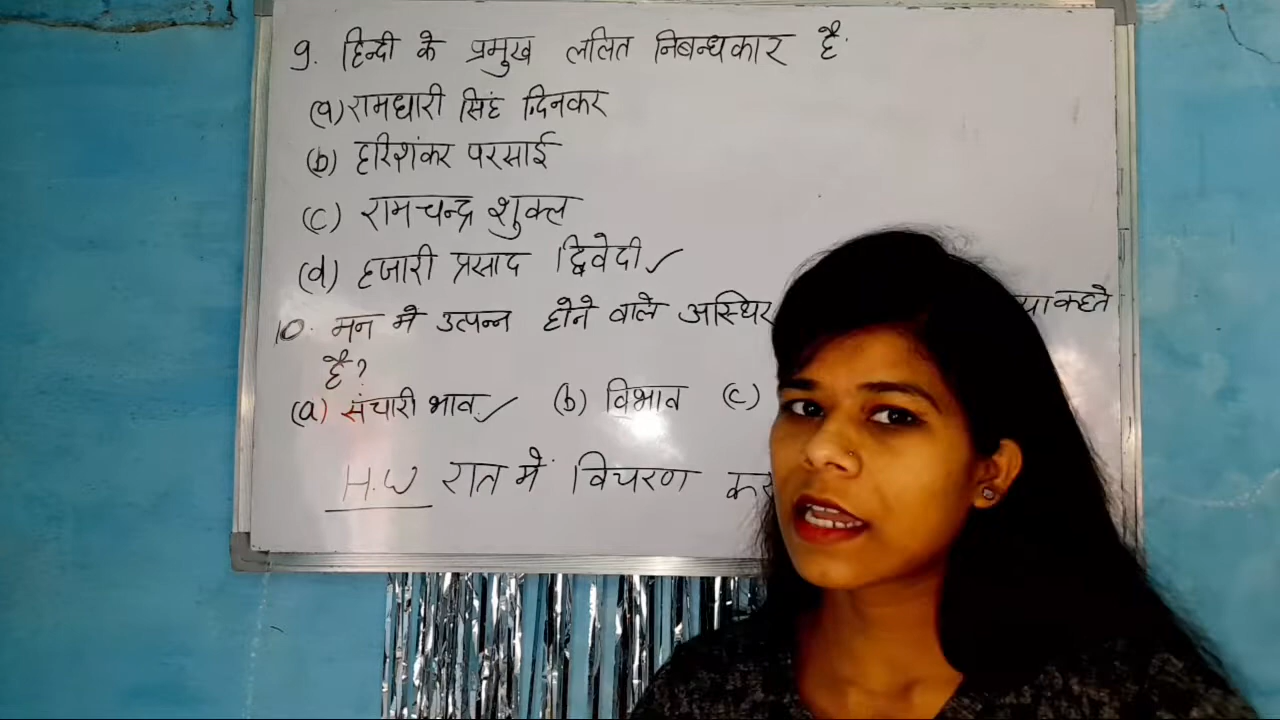 9. हिन्दी के प्रमुख ललित निबन्धकार है.
(a) रामधारी सिंह दिनकर
(b) हरिशंकर परसाई
(c) रामचन्द्र शुक्ल
(d) हजारी प्रसाद द्विवेदी ✓
10. मन मे उत्पन्न होने वाले अस्थिर कहते
है?
(a) संचारी भाव ✓ (b) विभाव (c)
H.W रात में विचरण